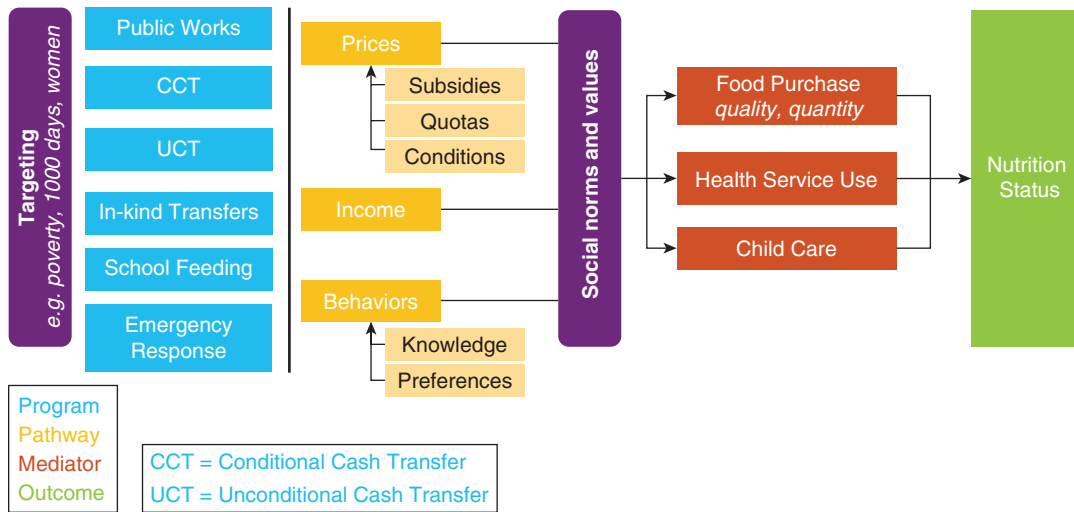 Targeting
e.g. poverty, 1000 days, women
Public Works
CCT
UCT
In-kind Transfers
School Feeding
Emergency
Response
Prices
Subsidies
Quotas
Conditions
Income
Behaviors
Knowledge
Preferences
Social norms and values
Food Purchase
quality, quantity
Health Service Use
Child Care
Nutrition
Status
Program
Pathway
Mediator
Outcome
CCT = Conditional Cash Transfer
UCT = Unconditional Cash Transfer